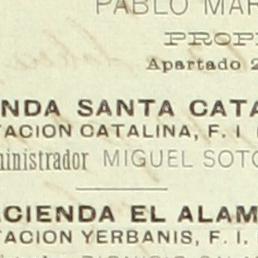 PABLO MAR
PROP
Apartado 2
NDA SANTA CATA
TACION CATALINA, F. I
ministrador MIGUEL SOTO
ACIENDA EL ALAM
TACION YERBANIS, F. I.